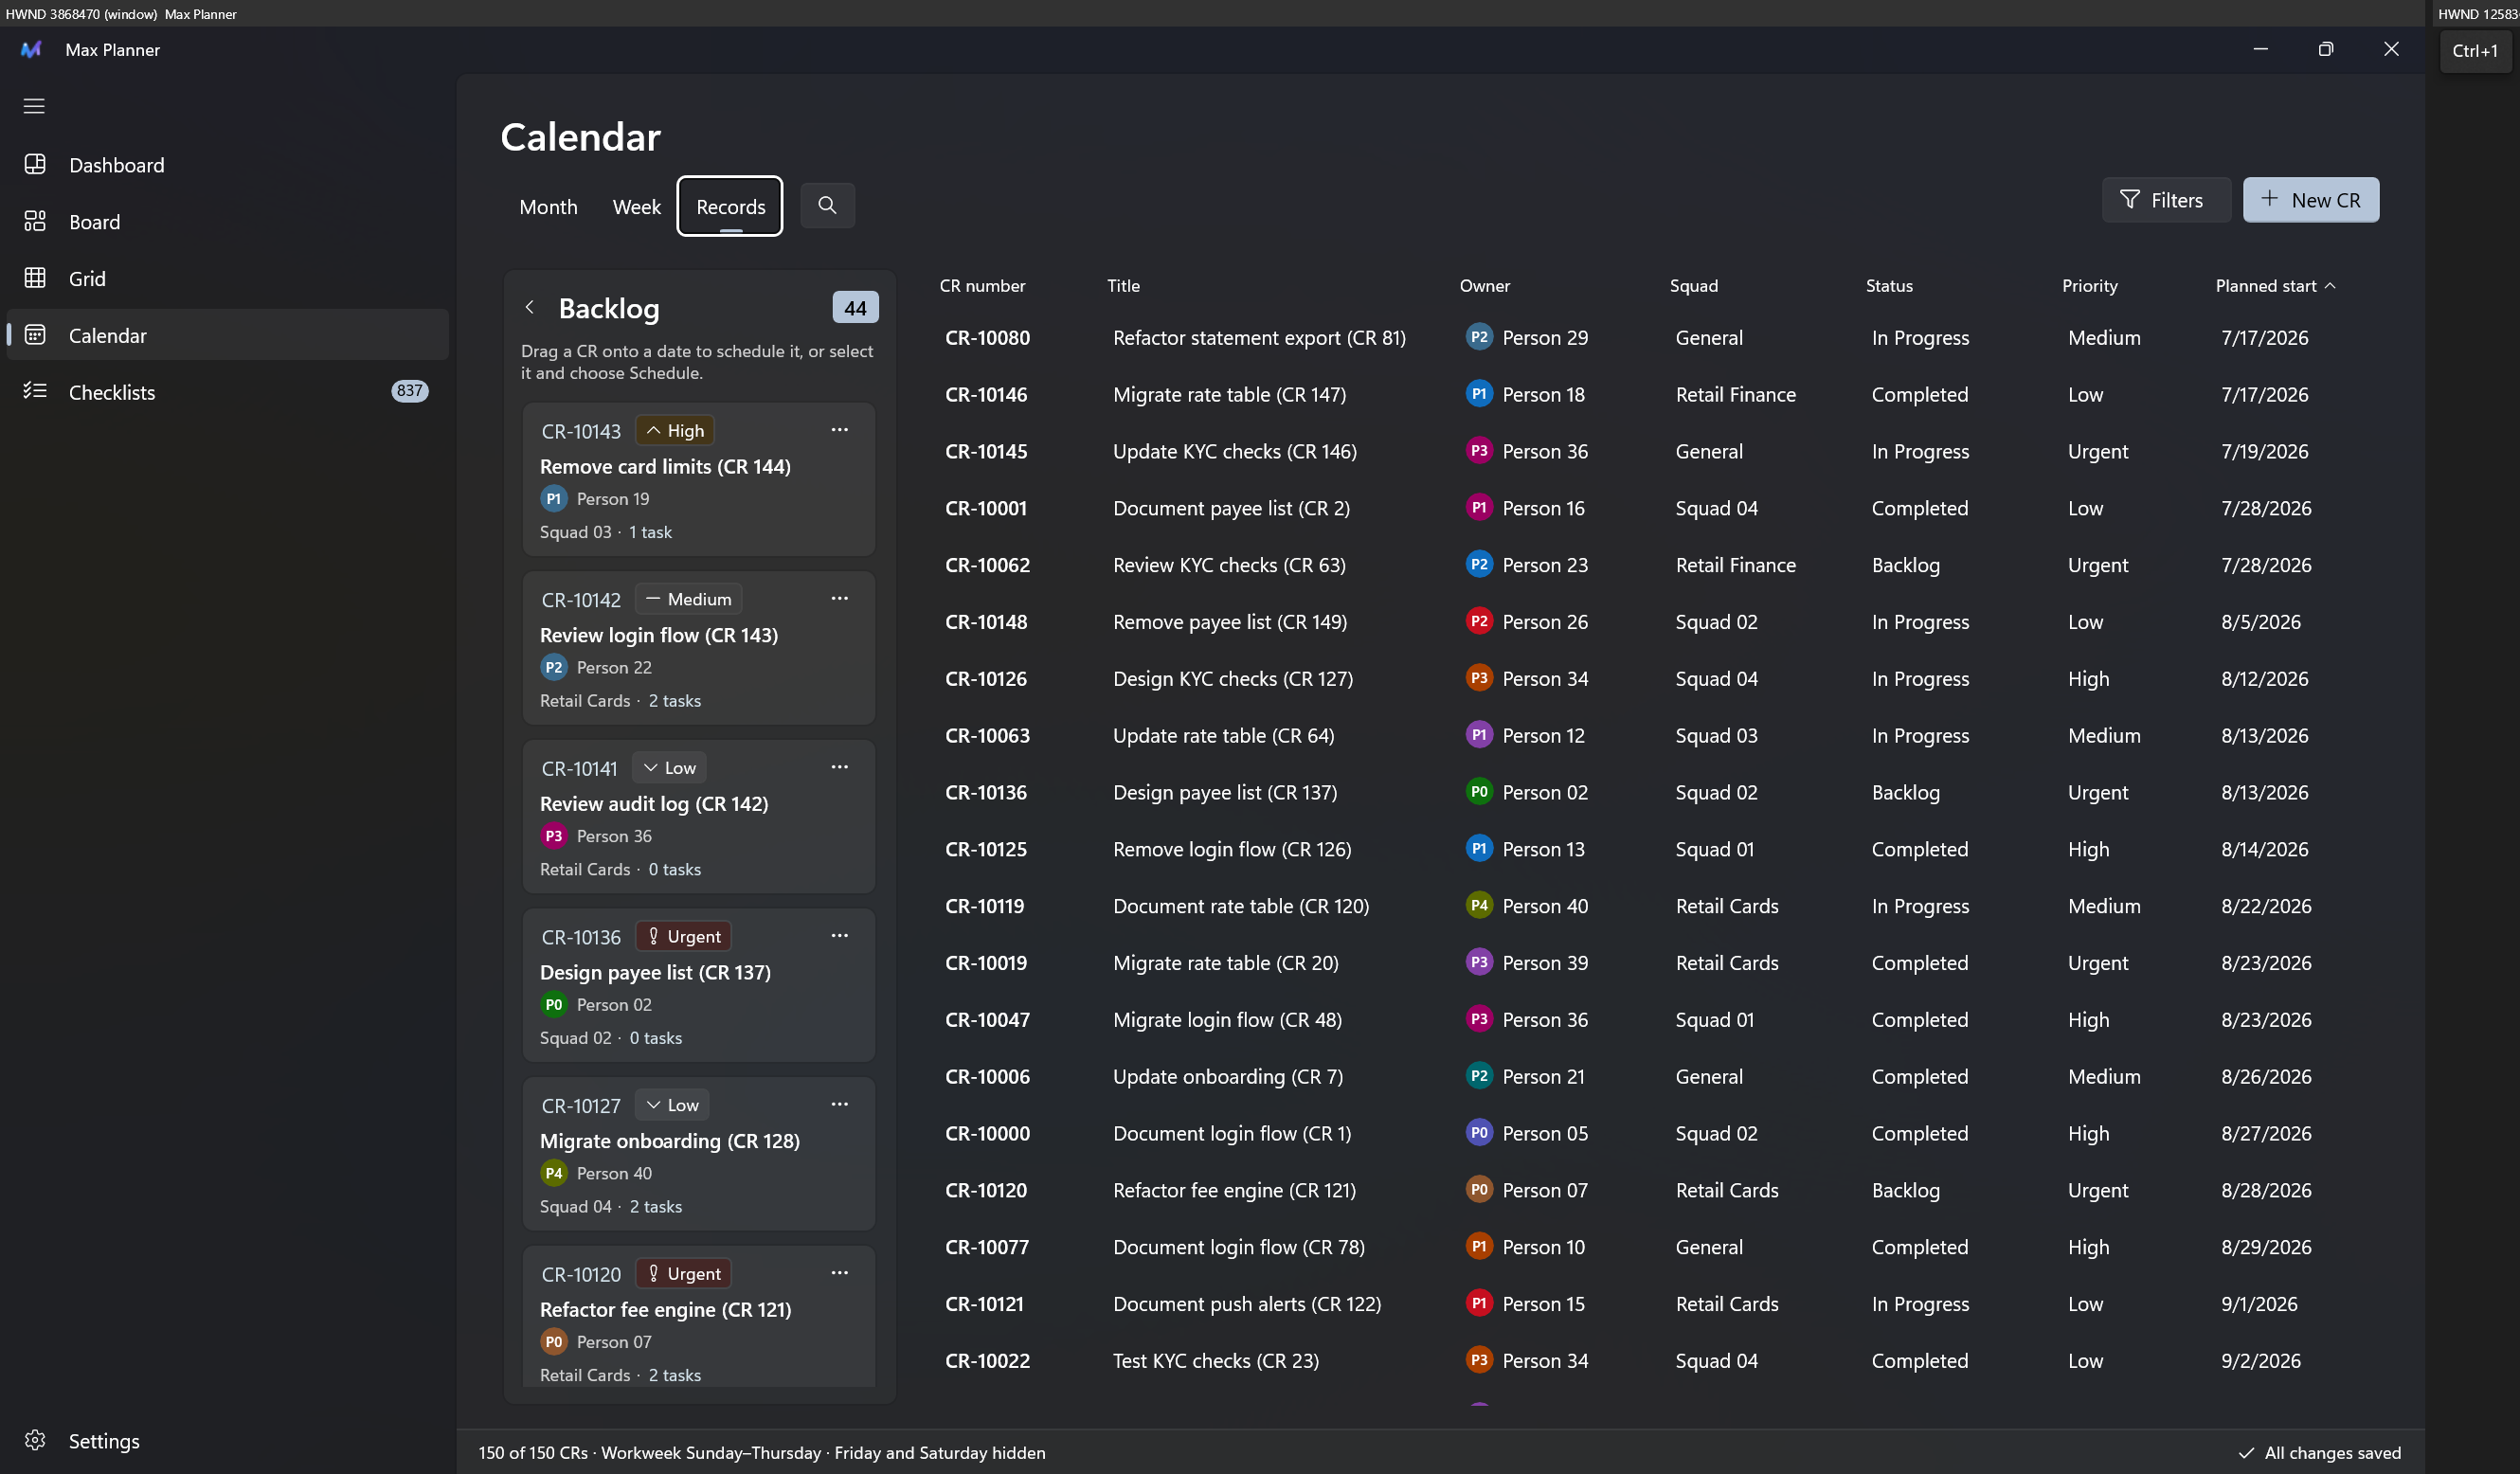 HWND 3868470 (window) Max Planner
HWND 12583
Max Planner
Ctrl+1
Dashboard
Board
Grid
Calendar
Checklists 837
Settings
Calendar
Month Week Records
Filters
New CR
Backlog 44
Drag a CR onto a date to schedule it, or select
it and choose Schedule.
CR-10143 High
Remove card limits (CR 144)
P1 Person 19
Squad 03 · 1 task
CR-10142 Medium
Review login flow (CR 143)
P2 Person 22
Retail Cards · 2 tasks
CR-10141 Low
Review audit log (CR 142)
P3 Person 36
Retail Cards · 0 tasks
CR-10136 Urgent
Design payee list (CR 137)
P0 Person 02
Squad 02 · 0 tasks
CR-10127 Low
Migrate onboarding (CR 128)
P4 Person 40
Squad 04 · 2 tasks
CR-10120 Urgent
Refactor fee engine (CR 121)
P0 Person 07
Retail Cards · 2 tasks
CR number Title Owner Squad Status Priority Planned start
CR-10080 Refactor statement export (CR 81) P2 Person 29 General In Progress Medium 7/17/2026
CR-10146 Migrate rate table (CR 147) P1 Person 18 Retail Finance Completed Low 7/17/2026
CR-10145 Update KYC checks (CR 146) P3 Person 36 General In Progress Urgent 7/19/2026
CR-10001 Document payee list (CR 2) P1 Person 16 Squad 04 Completed Low 7/28/2026
CR-10062 Review KYC checks (CR 63) P2 Person 23 Retail Finance Backlog Urgent 7/28/2026
CR-10148 Remove payee list (CR 149) P2 Person 26 Squad 02 In Progress Low 8/5/2026
CR-10126 Design KYC checks (CR 127) P3 Person 34 Squad 04 In Progress High 8/12/2026
CR-10063 Update rate table (CR 64) P1 Person 12 Squad 03 In Progress Medium 8/13/2026
CR-10136 Design payee list (CR 137) P0 Person 02 Squad 02 Backlog Urgent 8/13/2026
CR-10125 Remove login flow (CR 126) P1 Person 13 Squad 01 Completed High 8/14/2026
CR-10119 Document rate table (CR 120) P4 Person 40 Retail Cards In Progress Medium 8/22/2026
CR-10019 Migrate rate table (CR 20) P3 Person 39 Retail Cards Completed Urgent 8/23/2026
CR-10047 Migrate login flow (CR 48) P3 Person 36 Squad 01 Completed High 8/23/2026
CR-10006 Update onboarding (CR 7) P2 Person 21 General Completed Medium 8/26/2026
CR-10000 Document login flow (CR 1) P0 Person 05 Squad 02 Completed High 8/27/2026
CR-10120 Refactor fee engine (CR 121) P0 Person 07 Retail Cards Backlog Urgent 8/28/2026
CR-10077 Document login flow (CR 78) P1 Person 10 General Completed High 8/29/2026
CR-10121 Document push alerts (CR 122) P1 Person 15 Retail Cards In Progress Low 9/1/2026
CR-10022 Test KYC checks (CR 23) P3 Person 34 Squad 04 Completed Low 9/2/2026
150 of 150 CRs · Workweek Sunday–Thursday · Friday and Saturday hidden
All changes saved